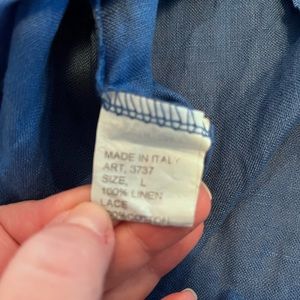 MADE IN ITALY
ART, 3737
SIZE, L
100% LINEN
LACE